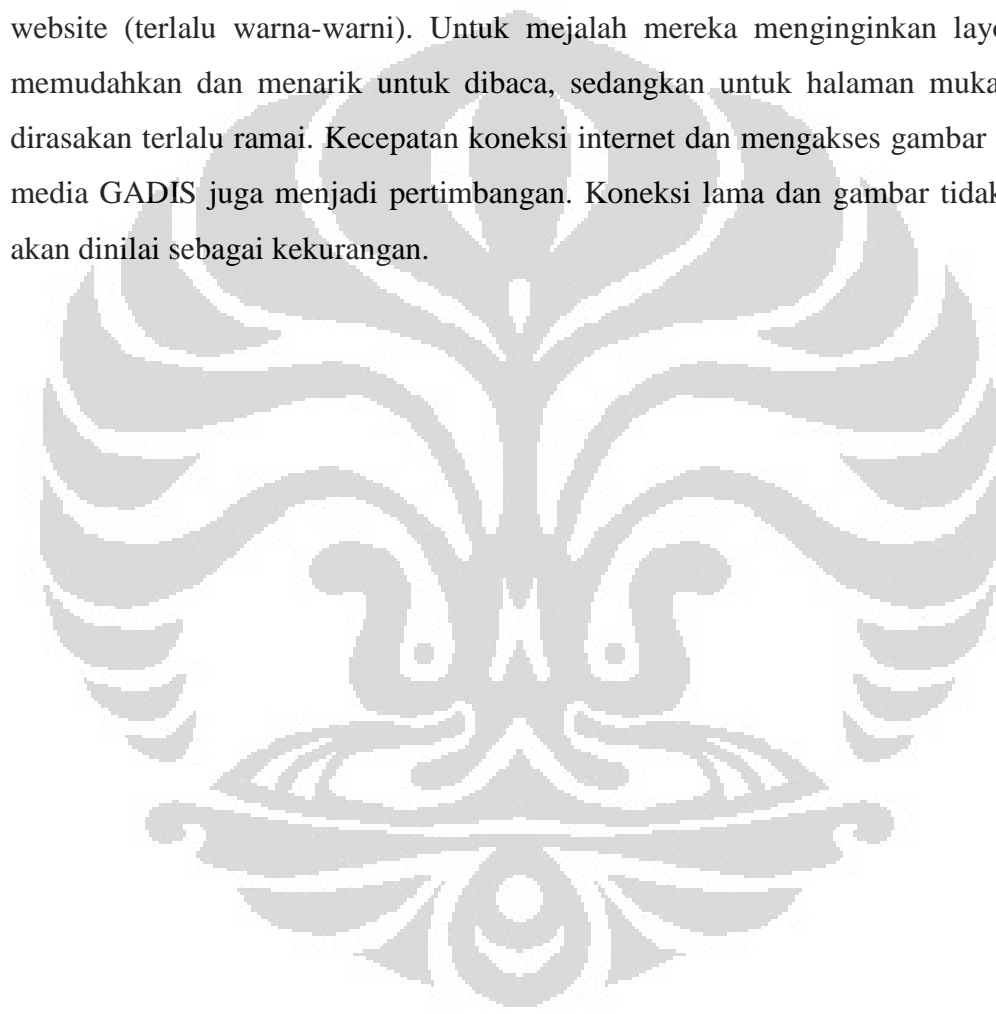 website (terlalu warna-warni). Untuk mejalah mereka menginginkan layo
memudahkan dan menarik untuk dibaca, sedangkan untuk halaman muka
dirasakan terlalu ramai. Kecepatan koneksi internet dan mengakses gambar
media GADIS juga menjadi pertimbangan. Koneksi lama dan gambar tidak
akan dinilai sebagai kekurangan.